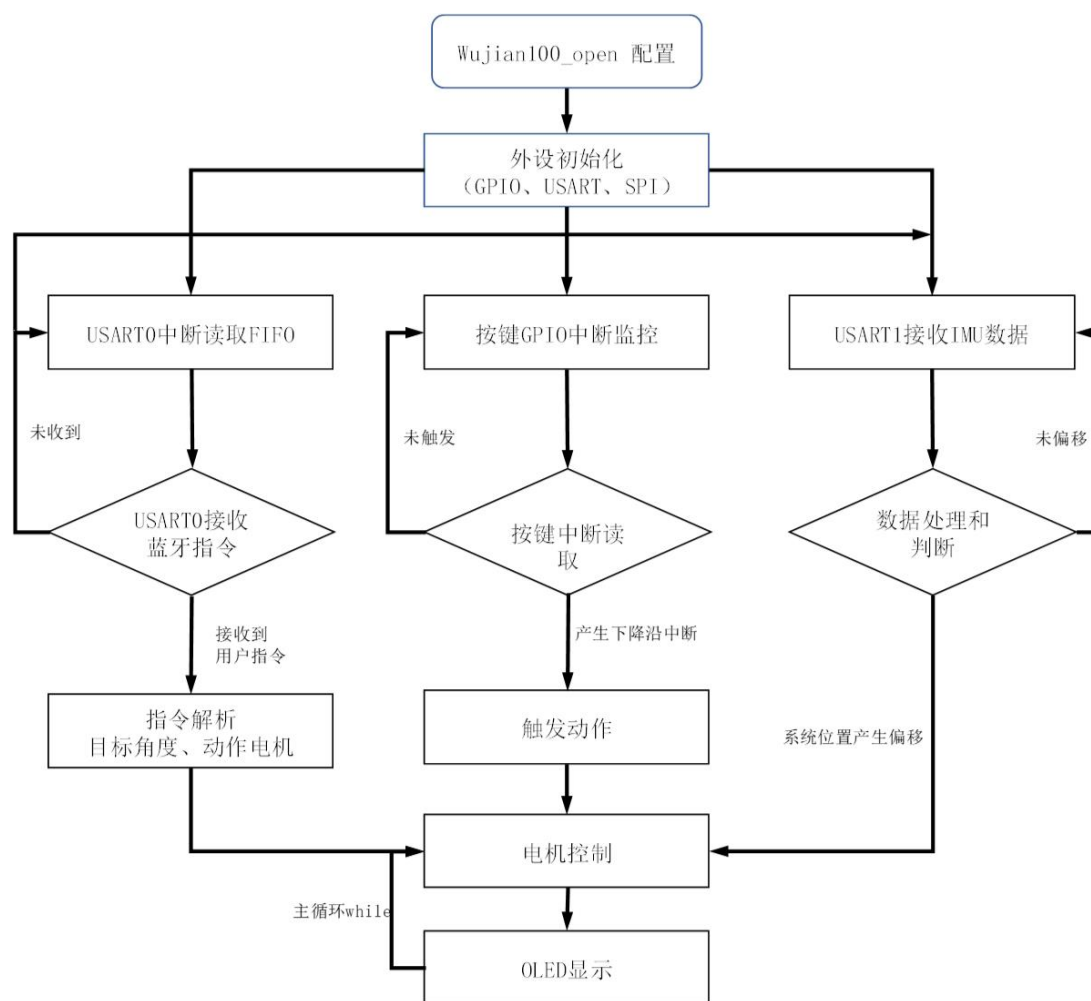 Wujian100_open 配置
外设初始化
（GPIO、USART、SPI）
USART0中断读取FIFO
按键GPIO中断监控
USART1接收IMU数据
未收到
未触发
未偏移
USART0接收
蓝牙指令
按键中断读
取
数据处理和
判断
接收到
用户指令
产生下降沿中断
指令解析
目标角度、动作电机
触发动作
系统位置产生偏移
电机控制
主循环while
OLED显示